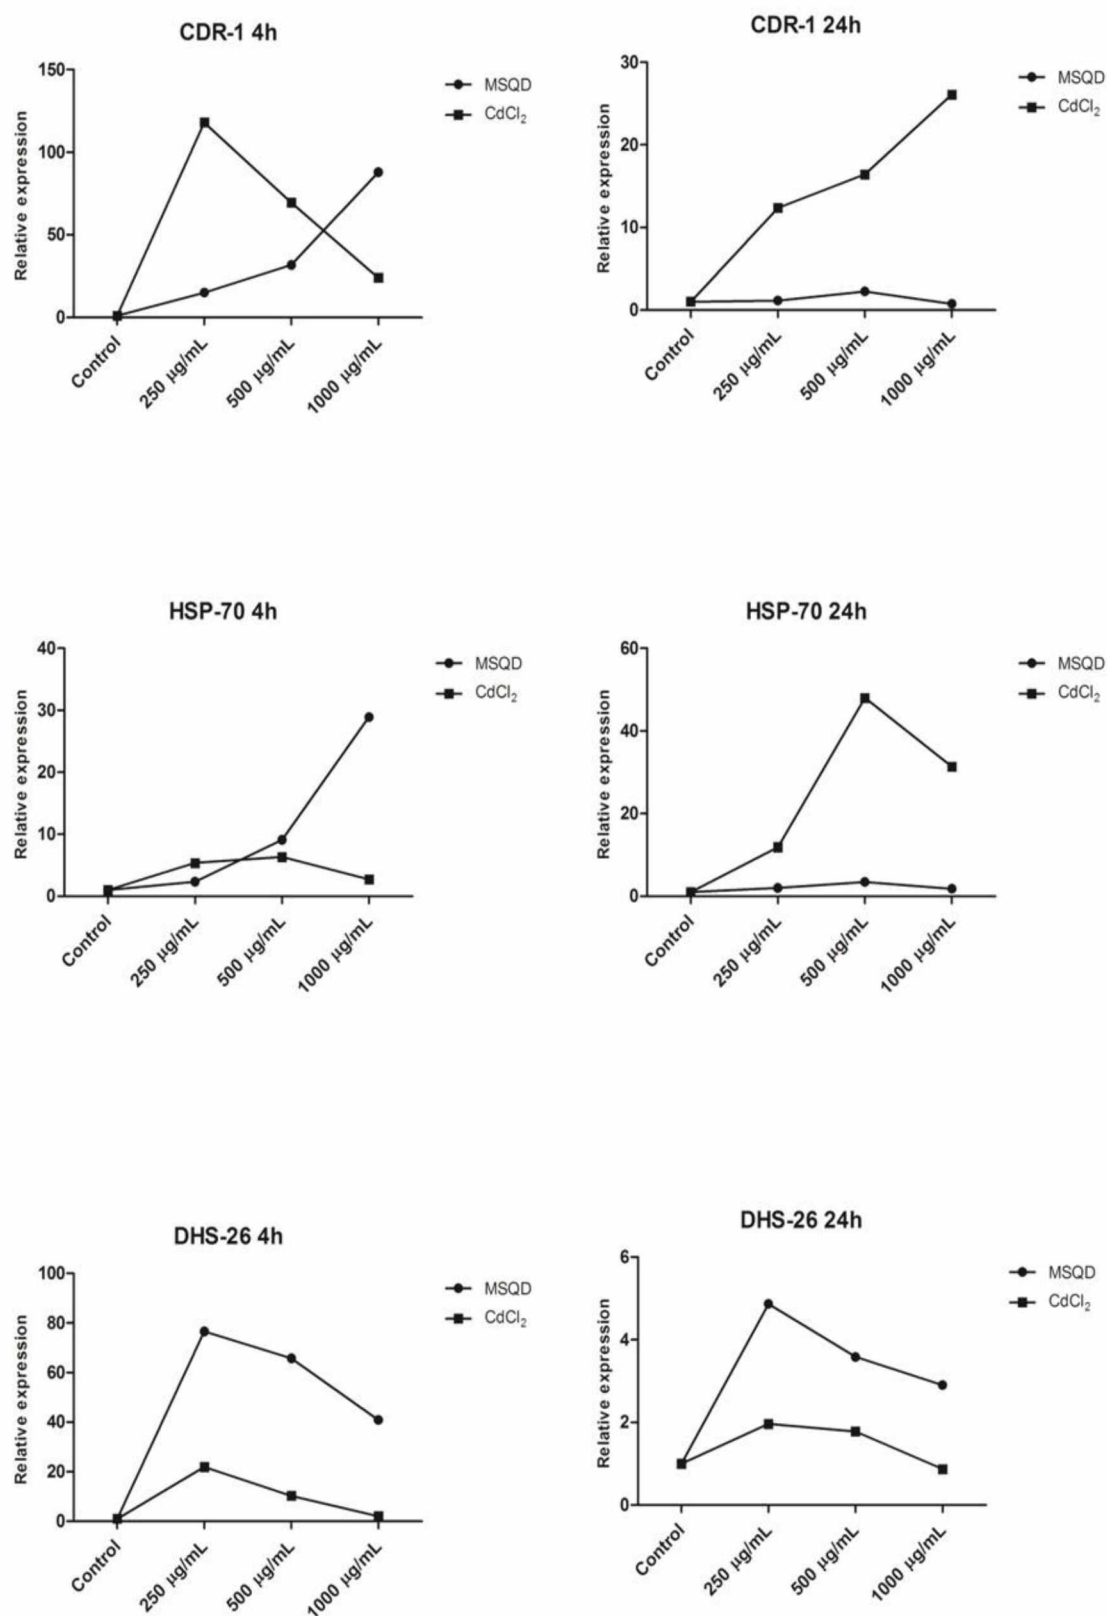 CDR-1 4h
Relative expression
150
100
50
0
Control
250 µg/mL
500 µg/mL
1000 µg/mL
MSQD
CdCl₂
CDR-1 24h
Relative expression
30
20
10
0
Control
250 µg/mL
500 µg/mL
1000 µg/mL
MSQD
CdCl₂
HSP-70 4h
Relative expression
40
30
20
10
0
Control
250 µg/mL
500 µg/mL
1000 µg/mL
MSQD
CdCl₂
HSP-70 24h
Relative expression
60
40
20
0
Control
250 µg/mL
500 µg/mL
1000 µg/mL
MSQD
CdCl₂
DHS-26 4h
Relative expression
100
80
60
40
20
0
Control
250 µg/mL
500 µg/mL
1000 µg/mL
MSQD
CdCl₂
DHS-26 24h
Relative expression
6
4
2
0
Control
250 µg/mL
500 µg/mL
1000 µg/mL
MSQD
CdCl₂